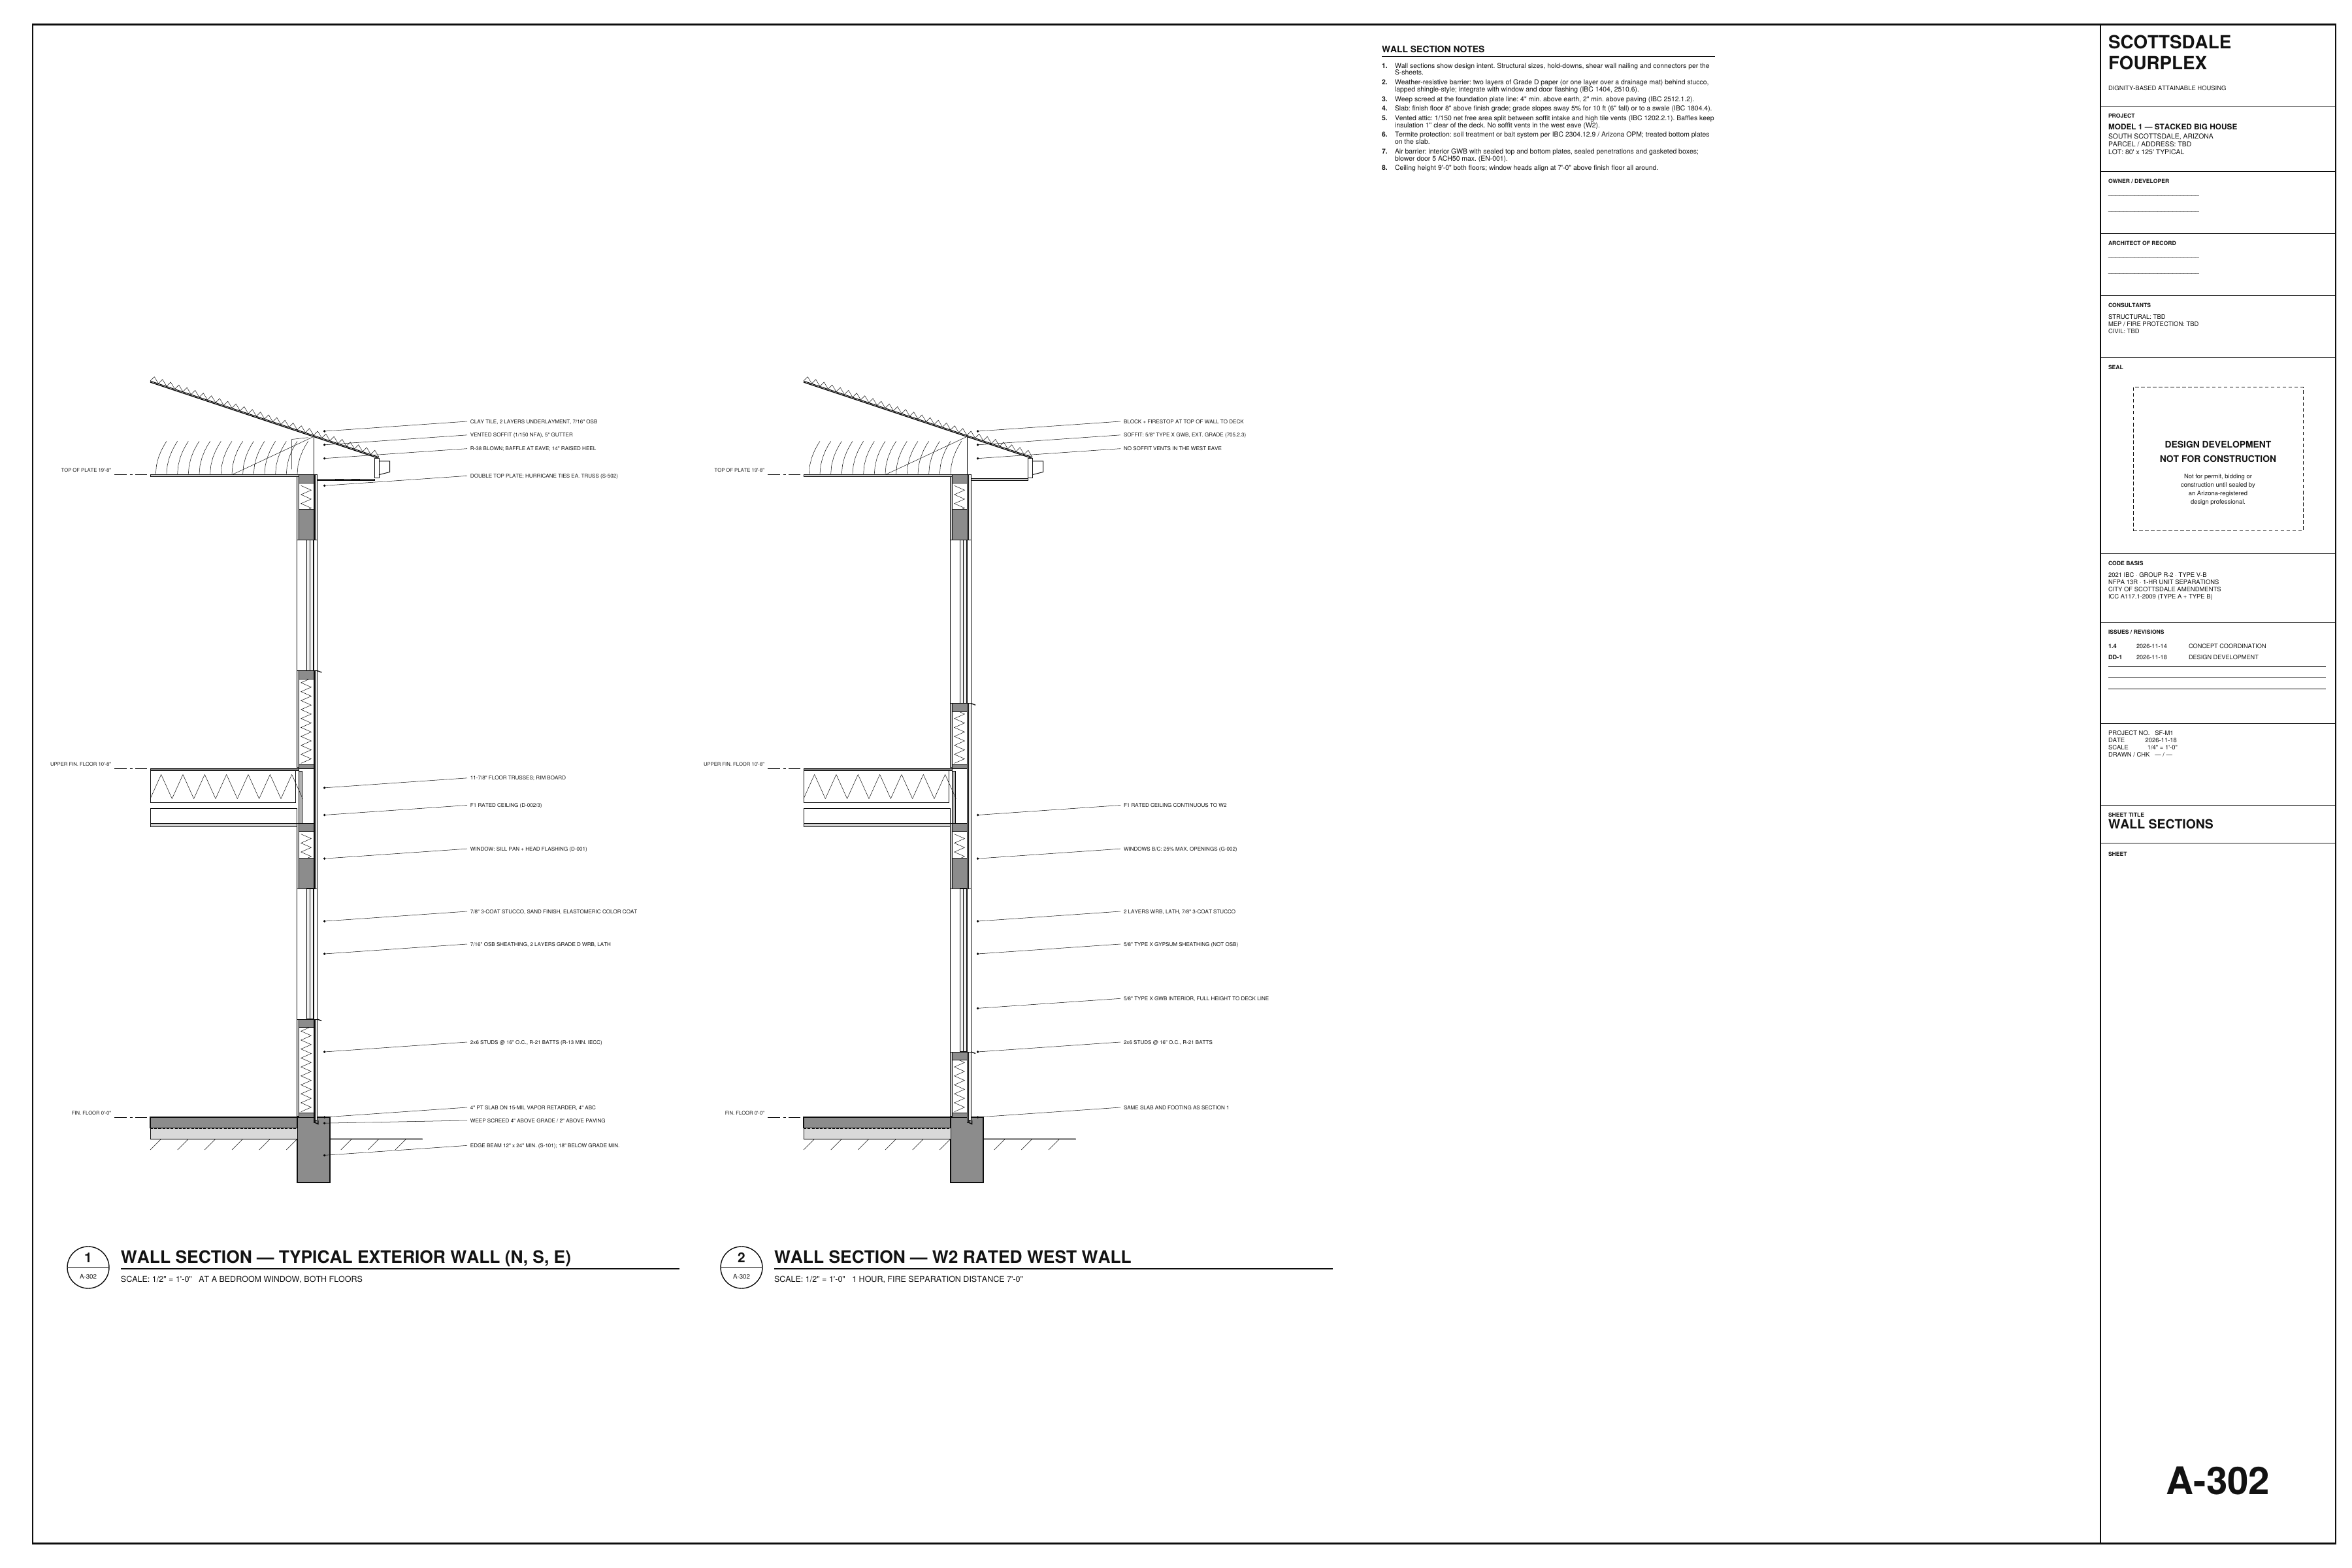 WALL SECTION NOTES
1. Wall sections show design intent. Structural sizes, hold-downs, shear wall nailing and connectors per the
S-sheets.
2. Weather-resistive barrier: two layers of Grade D paper (or one layer over a drainage mat) behind stucco,
lapped shingle-style; integrate with window and door flashing (IBC 1404, 2510.6).
3. Weep screed at the foundation plate line: 4" min. above earth, 2" min. above paving (IBC 2512.1.2).
4. Slab: finish floor 8" above finish grade; grade slopes away 5% for 10 ft (6" fall) or to a swale (IBC 1804.4).
5. Vented attic: 1/150 net free area split between soffit intake and high tile vents (IBC 1202.2.1). Baffles keep
insulation 1" clear of the deck. No soffit vents in the west eave (W2).
6. Termite protection: soil treatment or bait system per IBC 2304.12.9 / Arizona OPM; treated bottom plates
on the slab.
7. Air barrier: interior GWB with sealed top and bottom plates, sealed penetrations and gasketed boxes;
blower door 5 ACH50 max. (EN-001).
8. Ceiling height 9'-0" both floors; window heads align at 7'-0" above finish floor all around.
CLAY TILE, 2 LAYERS UNDERLAYMENT, 7/16" OSB
VENTED SOFFIT (1/150 NFA), 5" GUTTER
R-38 BLOWN; BAFFLE AT EAVE; 14" RAISED HEEL
TOP OF PLATE 19'-8"
DOUBLE TOP PLATE; HURRICANE TIES EA. TRUSS (S-502)
UPPER FIN. FLOOR 10'-8"
11-7/8" FLOOR TRUSSES; RIM BOARD
F1 RATED CEILING (D-002/3)
WINDOW: SILL PAN + HEAD FLASHING (D-001)
7/8" 3-COAT STUCCO, SAND FINISH, ELASTOMERIC COLOR COAT
7/16" OSB SHEATHING, 2 LAYERS GRADE D WRB, LATH
2x6 STUDS @ 16" O.C., R-21 BATTS (R-13 MIN. IECC)
FIN. FLOOR 0'-0"
4" PT SLAB ON 15-MIL VAPOR RETARDER, 4" ABC
WEEP SCREED 4" ABOVE GRADE / 2" ABOVE PAVING
EDGE BEAM 12" x 24" MIN. (S-101); 18" BELOW GRADE MIN.
1
A-302
WALL SECTION — TYPICAL EXTERIOR WALL (N, S, E)
SCALE: 1/2" = 1'-0" AT A BEDROOM WINDOW, BOTH FLOORS
BLOCK + FIRESTOP AT TOP OF WALL TO DECK
SOFFIT: 5/8" TYPE X GWB, EXT. GRADE (705.2.3)
NO SOFFIT VENTS IN THE WEST EAVE
TOP OF PLATE 19'-8"
UPPER FIN. FLOOR 10'-8"
F1 RATED CEILING CONTINUOUS TO W2
WINDOWS B/C: 25% MAX. OPENINGS (G-002)
2 LAYERS WRB, LATH, 7/8" 3-COAT STUCCO
5/8" TYPE X GYPSUM SHEATHING (NOT OSB)
5/8" TYPE X GWB INTERIOR, FULL HEIGHT TO DECK LINE
2x6 STUDS @ 16" O.C., R-21 BATTS
FIN. FLOOR 0'-0"
SAME SLAB AND FOOTING AS SECTION 1
2
A-302
WALL SECTION — W2 RATED WEST WALL
SCALE: 1/2" = 1'-0" 1 HOUR, FIRE SEPARATION DISTANCE 7'-0"
SCOTTSDALE
FOURPLEX
DIGNITY-BASED ATTAINABLE HOUSING
PROJECT
MODEL 1 — STACKED BIG HOUSE
SOUTH SCOTTSDALE, ARIZONA
PARCEL / ADDRESS: TBD
LOT: 80' x 125' TYPICAL
OWNER / DEVELOPER
ARCHITECT OF RECORD
CONSULTANTS
STRUCTURAL: TBD
MEP / FIRE PROTECTION: TBD
CIVIL: TBD
SEAL
DESIGN DEVELOPMENT
NOT FOR CONSTRUCTION
Not for permit, bidding or
construction until sealed by
an Arizona-registered
design professional.
CODE BASIS
2021 IBC · GROUP R-2 · TYPE V-B
NFPA 13R · 1-HR UNIT SEPARATIONS
CITY OF SCOTTSDALE AMENDMENTS
ICC A117.1-2009 (TYPE A + TYPE B)
ISSUES / REVISIONS
1.4 2026-11-14 CONCEPT COORDINATION
DD-1 2026-11-18 DESIGN DEVELOPMENT
PROJECT NO. SF-M1
DATE 2026-11-18
SCALE 1/4" = 1'-0"
DRAWN / CHK — / —
SHEET TITLE
WALL SECTIONS
SHEET
A-302